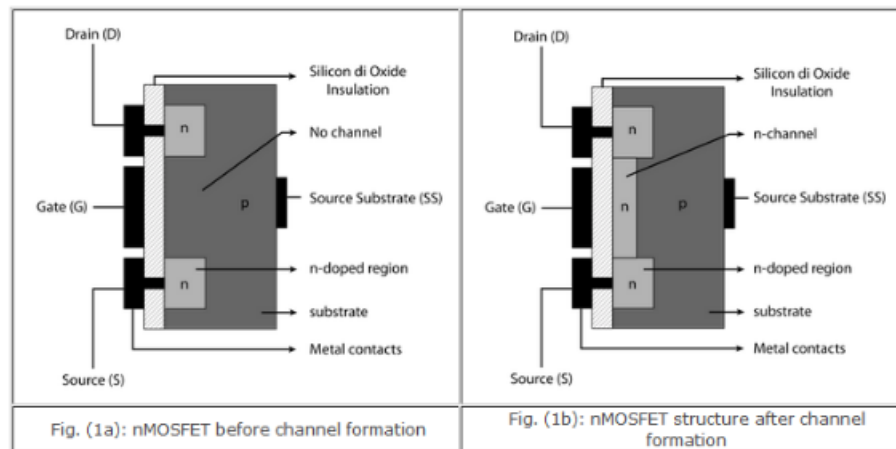 Drain (D)
Silicon di Oxide
Insulation
n
No channel
Gate (G)
p
Source Substrate (SS)
n-doped region
n
substrate
Metal contacts
Source (S)
Fig. (1a): nMOSFET before channel formation
Drain (D)
Silicon di Oxide
Insulation
n
n-channel
Gate (G)
n
p
Source Substrate (SS)
n-doped region
n
substrate
Metal contacts
Source (S)
Fig. (1b): nMOSFET structure after channel
formation